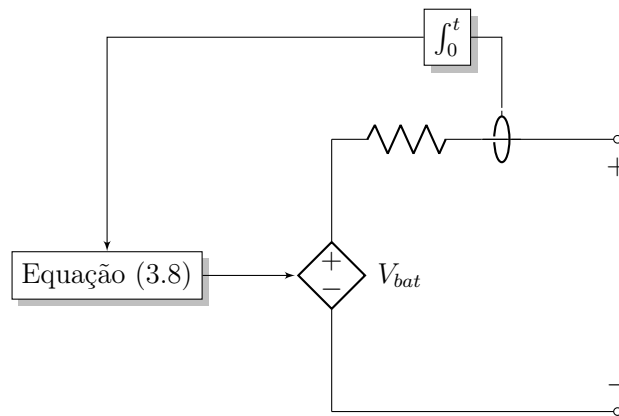 ∫₀ᵗ
+
Equação (3.8)
+
−
V_bat
−